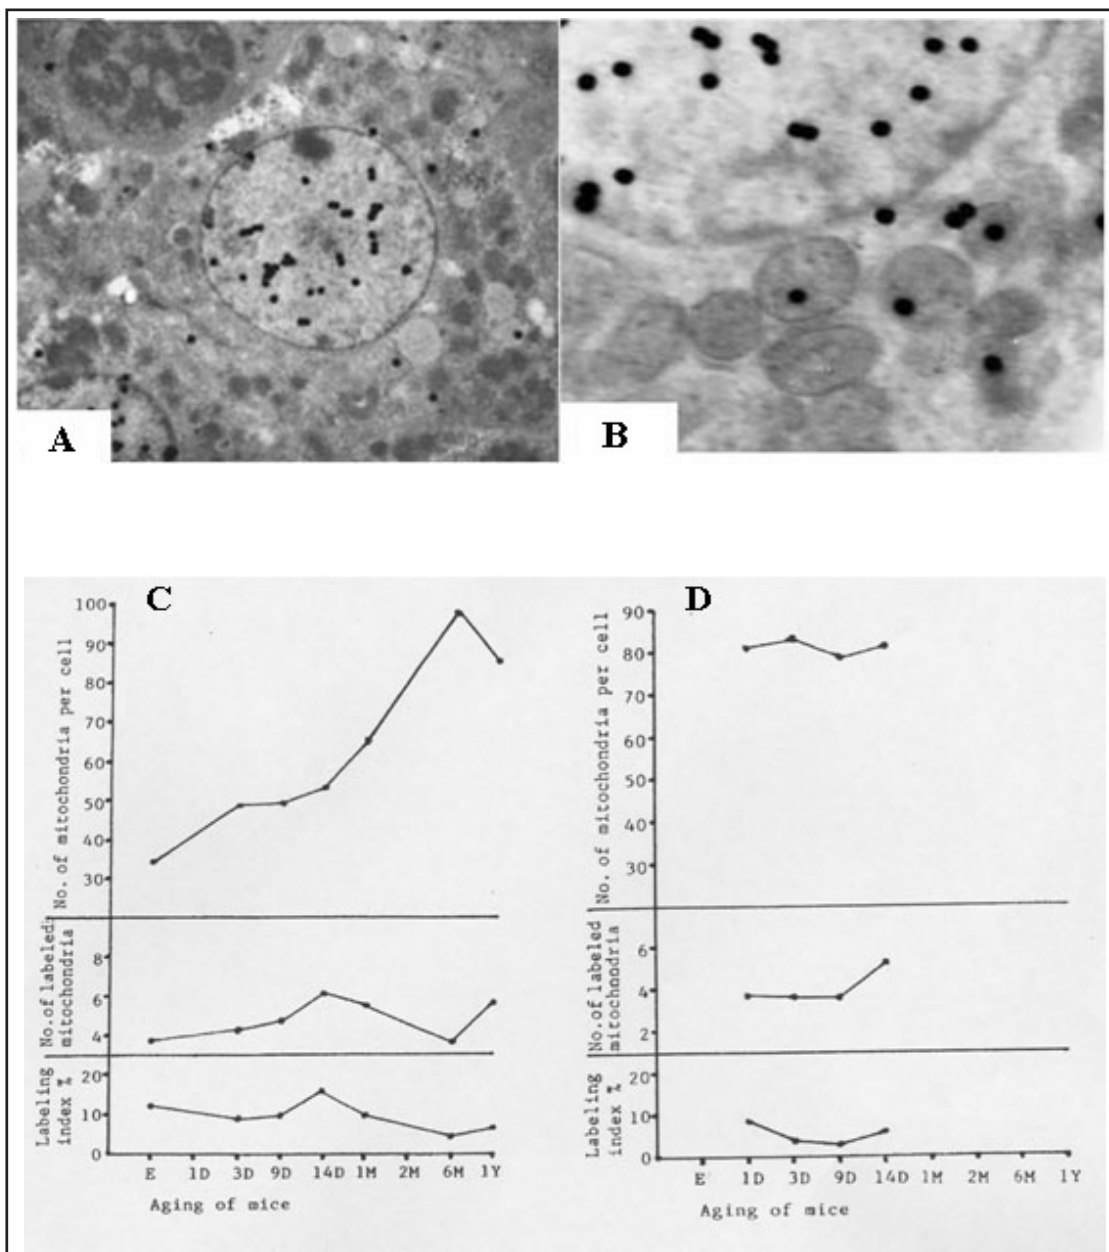 A
B
C
100
90
80
70
60
50
40
30
No. of mitochondria per cell
8
6
4
No.of labeled
mitochondria
20
10
0
Labeling
index %
E 1D 3D 9D 14D 1M 2M 6M 1Y
Aging of mice
D
90
80
70
60
50
40
30
20
No. of mitochondria per cell
6
4
2
No.of labeled
mitochondria
20
10
0
Labeling
index %
E 1D 3D 9D 14D 1M 2M 6M 1Y
Aging of mice